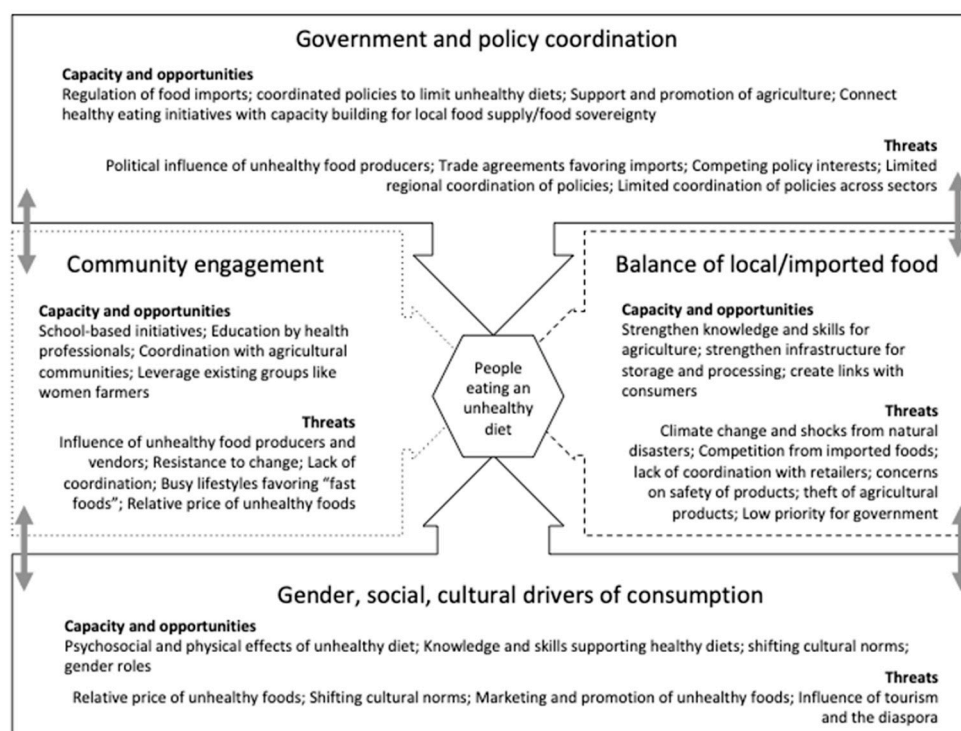 Government and policy coordination
Capacity and opportunities
Regulation of food imports; coordinated policies to limit unhealthy diets; Support and promotion of agriculture; Connect
healthy eating initiatives with capacity building for local food supply/food sovereignty
Threats
Political influence of unhealthy food producers; Trade agreements favoring imports; Competing policy interests; Limited
regional coordination of policies; Limited coordination of policies across sectors
Community engagement
Capacity and opportunities
School-based initiatives; Education by health
professionals; Coordination with agricultural
communities; Leverage existing groups like
women farmers
Threats
Influence of unhealthy food producers and
vendors; Resistance to change; Lack of
coordination; Busy lifestyles favoring “fast
foods”; Relative price of unhealthy foods
People
eating an
unhealthy
diet
Balance of local/imported food
Capacity and opportunities
Strengthen knowledge and skills for
agriculture; strengthen infrastructure for
storage and processing; create links with
consumers
Threats
Climate change and shocks from natural
disasters; Competition from imported foods;
lack of coordination with retailers; concerns
on safety of products; theft of agricultural
products; Low priority for government
Gender, social, cultural drivers of consumption
Capacity and opportunities
Psychosocial and physical effects of unhealthy diet; Knowledge and skills supporting healthy diets; shifting cultural norms;
gender roles
Threats
Relative price of unhealthy foods; Shifting cultural norms; Marketing and promotion of unhealthy foods; Influence of tourism
and the diaspora